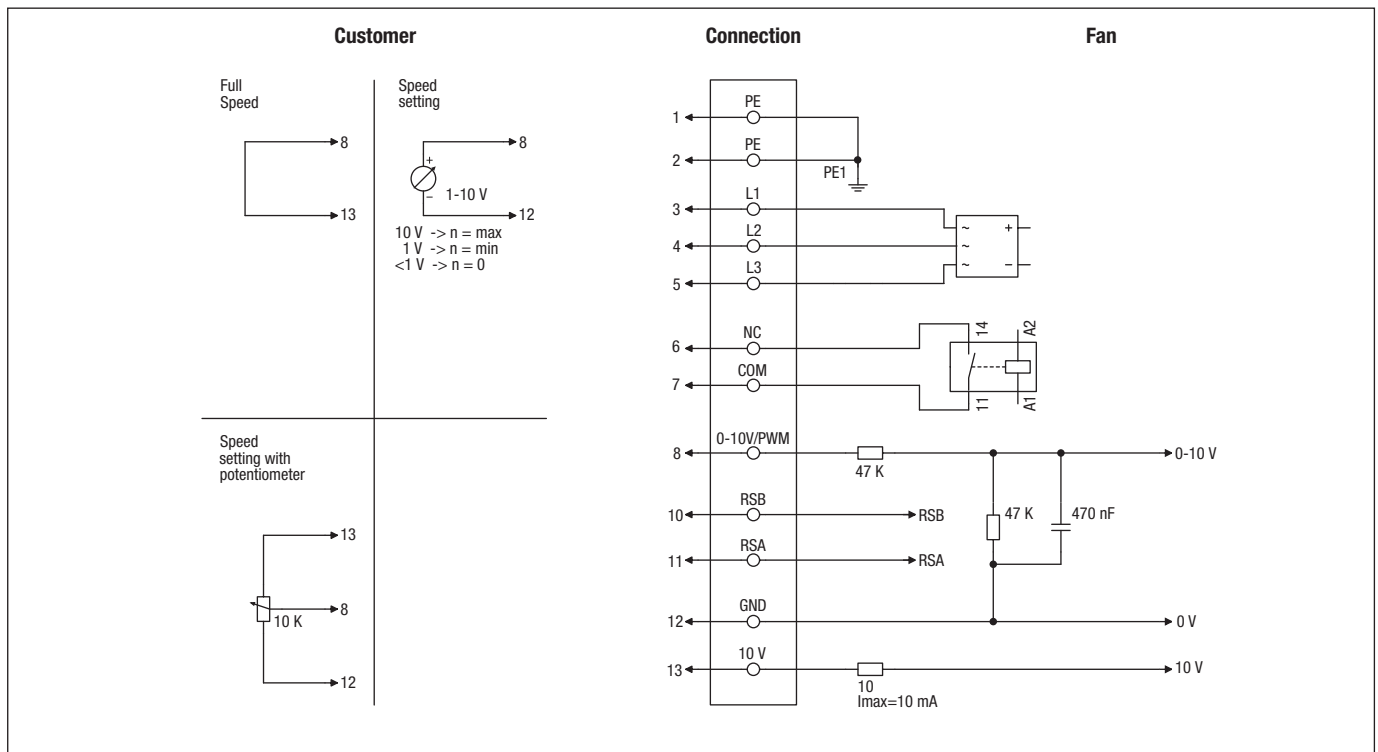 Customer
Connection
Fan
Full
Speed
8
13
Speed
setting
8
+
1-10 V
–
12
10 V -> n = max
1 V -> n = min
<1 V -> n = 0
Speed
setting with
potentiometer
13
8
10 K
12
1
PE
2
PE
PE1
3
L1
4
L2
5
L3
~ +
~
~ –
6
NC
7
COM
14
A2
11
A1
8
0-10V/PWM
47 K
0-10 V
47 K
470 nF
10
RSB
RSB
11
RSA
RSA
12
GND
0 V
13
10 V
10
Imax=10 mA
10 V